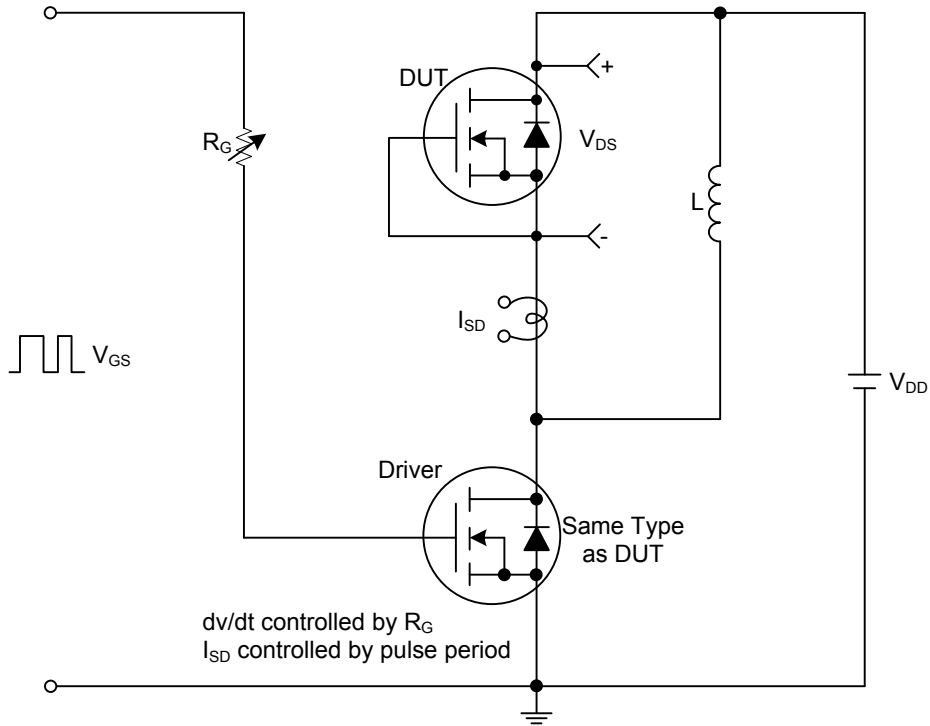 DUT
+
R_G
V_DS
L
-
I_SD
V_GS
V_DD
Driver
Same Type
as DUT
dv/dt controlled by R_G
I_SD controlled by pulse period